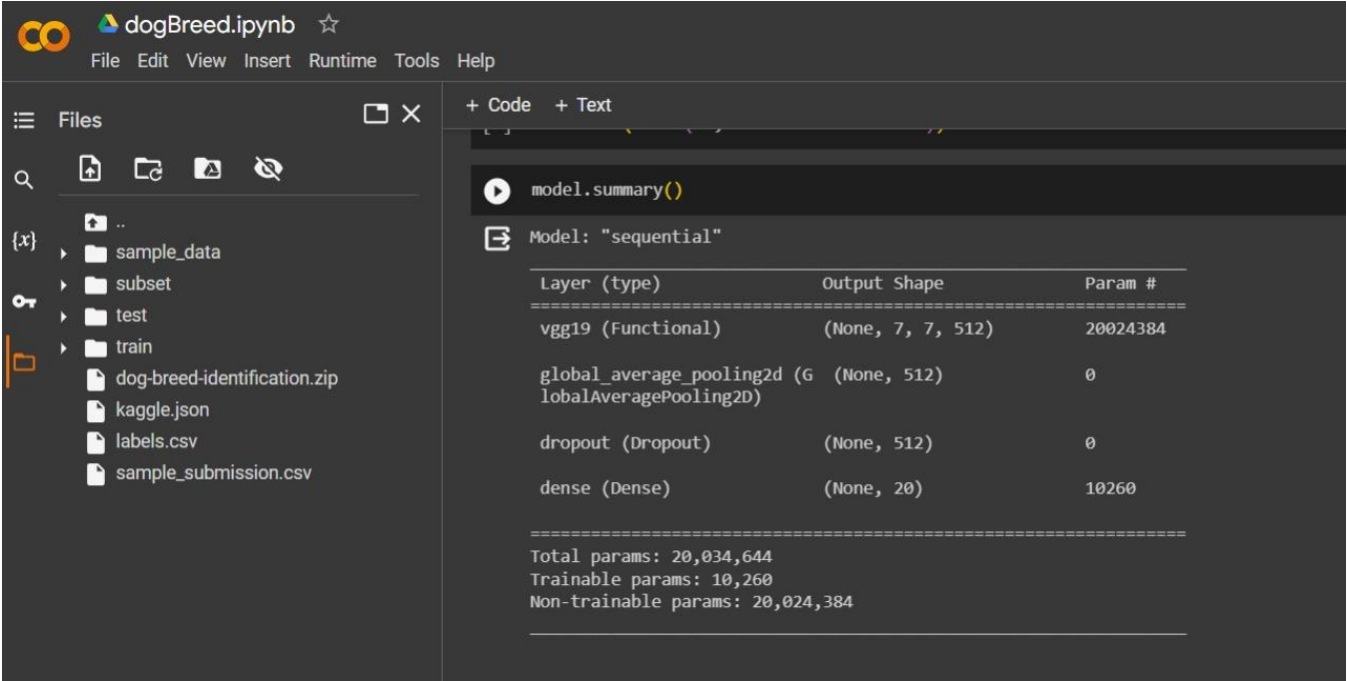 CO dogBreed.ipynb
File Edit View Insert Runtime Tools Help
Files
+ Code + Text
..
{x}
sample_data
subset
test
train
dog-breed-identification.zip
kaggle.json
labels.csv
sample_submission.csv
model.summary()
Model: "sequential"
Layer (type) Output Shape Param #
=================================================================
vgg19 (Functional) (None, 7, 7, 512) 20024384
global_average_pooling2d (G (None, 512) 0
lobalAveragePooling2D)
dropout (Dropout) (None, 512) 0
dense (Dense) (None, 20) 10260
=================================================================
Total params: 20,034,644
Trainable params: 10,260
Non-trainable params: 20,024,384